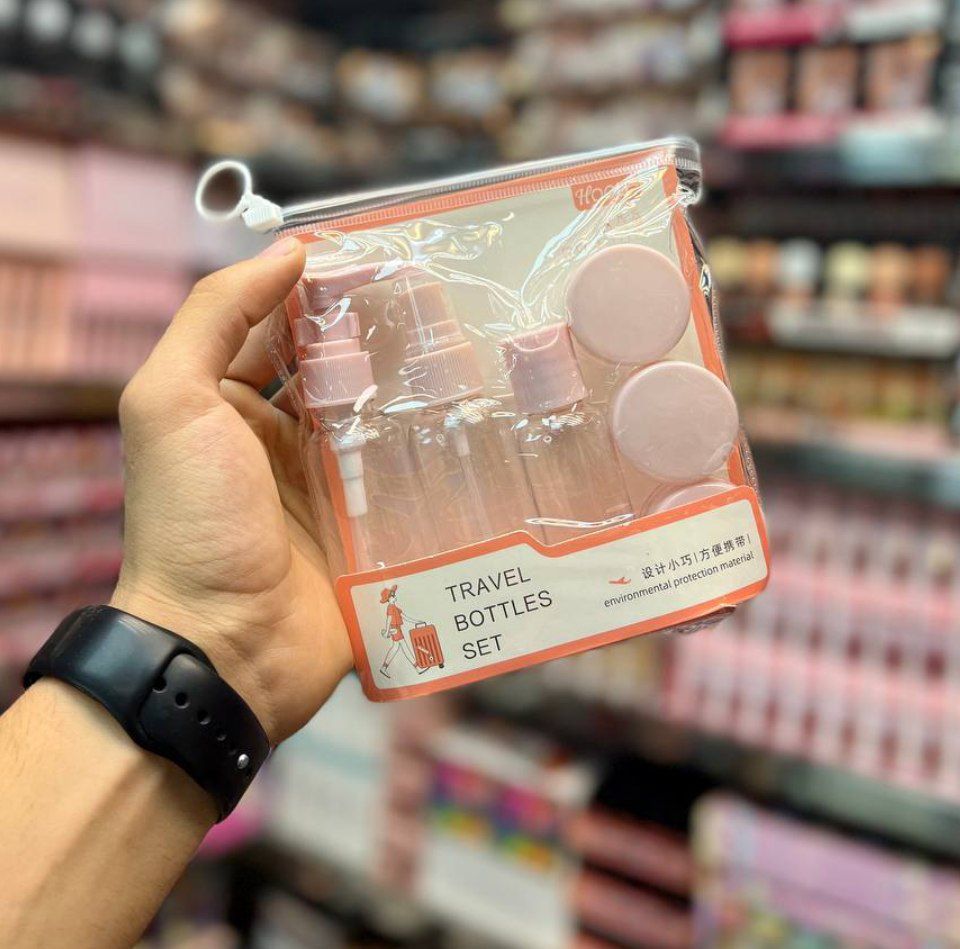 TRAVEL
BOTTLES
SET
设计小巧|方便携带|
environmental protection material